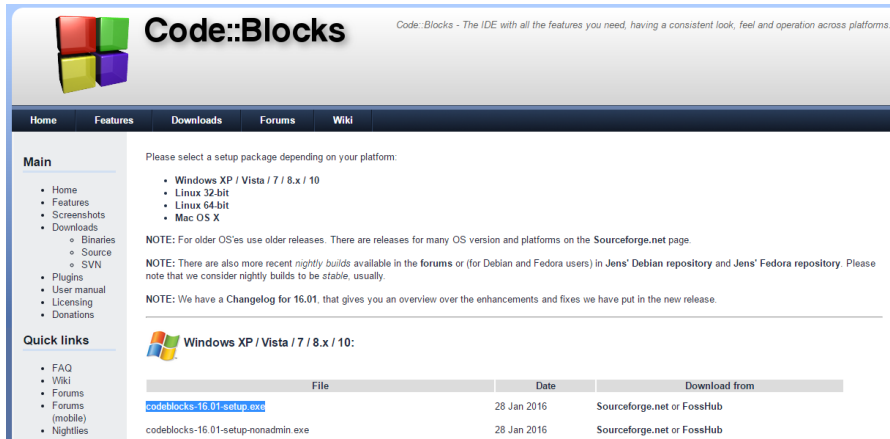 Code::Blocks
Code::Blocks - The IDE with all the features you need, having a consistent look, feel and operation across platforms.
Home Features Downloads Forums Wiki
Main
Home
Features
Screenshots
Downloads
Binaries
Source
SVN
Plugins
User manual
Licensing
Donations
Quick links
FAQ
Wiki
Forums
Forums
(mobile)
Nightlies
Please select a setup package depending on your platform:
Windows XP / Vista / 7 / 8.x / 10
Linux 32-bit
Linux 64-bit
Mac OS X
NOTE: For older OS'es use older releases. There are releases for many OS version and platforms on the Sourceforge.net page.
NOTE: There are also more recent nightly builds available in the forums or (for Debian and Fedora users) in Jens' Debian repository and Jens' Fedora repository. Please
note that we consider nightly builds to be stable, usually.
NOTE: We have a Changelog for 16.01, that gives you an overview over the enhancements and fixes we have put in the new release.
Windows XP / Vista / 7 / 8.x / 10:
File Date Download from
codeblocks-16.01-setup.exe 28 Jan 2016 Sourceforge.net or FossHub
codeblocks-16.01-setup-nonadmin.exe 28 Jan 2016 Sourceforge.net or FossHub